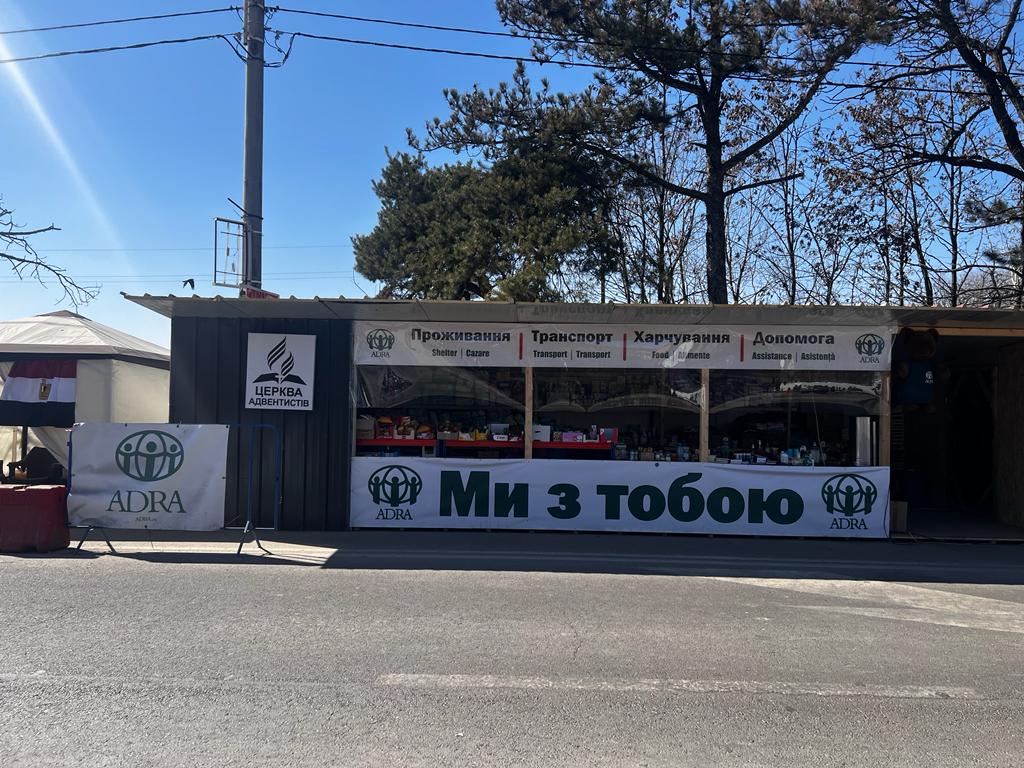 ADRA
Проживання | Транспорт | Харчування | Допомога
Shelter | Cazare Transport | Transport Food | Alimente Assistance | Asistență
ADRA
ЦЕРКВА
АДВЕНТИСТІВ
ADRA
ADRA
Ми з тобою
ADRA